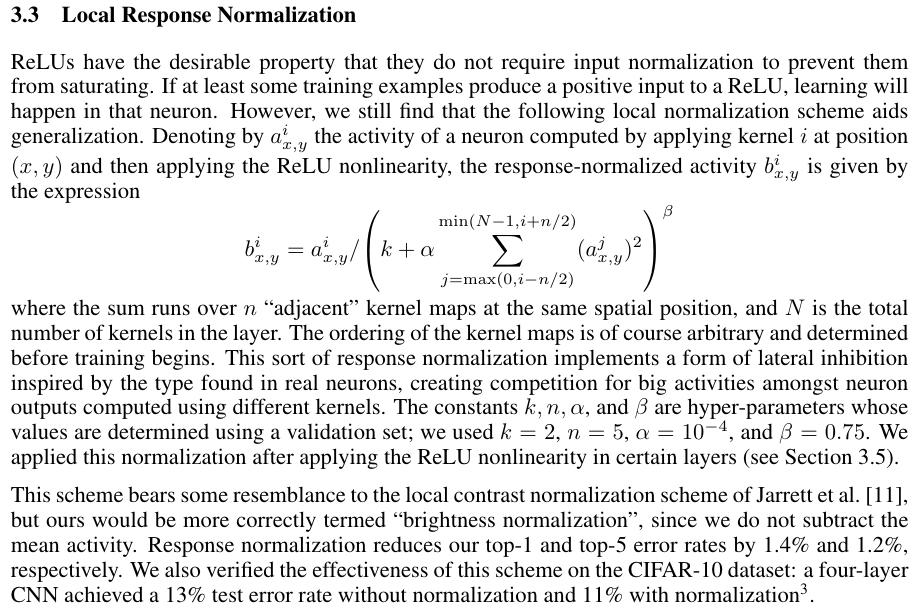 3.3 Local Response Normalization
ReLUs have the desirable property that they do not require input normalization to prevent them
from saturating. If at least some training examples produce a positive input to a ReLU, learning will
happen in that neuron. However, we still find that the following local normalization scheme aids
generalization. Denoting by a^i_{x,y} the activity of a neuron computed by applying kernel i at position
(x, y) and then applying the ReLU nonlinearity, the response-normalized activity b^i_{x,y} is given by
the expression
b^i_{x,y} = a^i_{x,y} / ( k + α ∑_{j=max(0,i−n/2)}^{min(N−1,i+n/2)} (a^j_{x,y})^2 )^β
where the sum runs over n “adjacent” kernel maps at the same spatial position, and N is the total
number of kernels in the layer. The ordering of the kernel maps is of course arbitrary and determined
before training begins. This sort of response normalization implements a form of lateral inhibition
inspired by the type found in real neurons, creating competition for big activities amongst neuron
outputs computed using different kernels. The constants k, n, α, and β are hyper-parameters whose
values are determined using a validation set; we used k = 2, n = 5, α = 10^{−4}, and β = 0.75. We
applied this normalization after applying the ReLU nonlinearity in certain layers (see Section 3.5).
This scheme bears some resemblance to the local contrast normalization scheme of Jarrett et al. [11],
but ours would be more correctly termed “brightness normalization”, since we do not subtract the
mean activity. Response normalization reduces our top-1 and top-5 error rates by 1.4% and 1.2%,
respectively. We also verified the effectiveness of this scheme on the CIFAR-10 dataset: a four-layer
CNN achieved a 13% test error rate without normalization and 11% with normalization³.